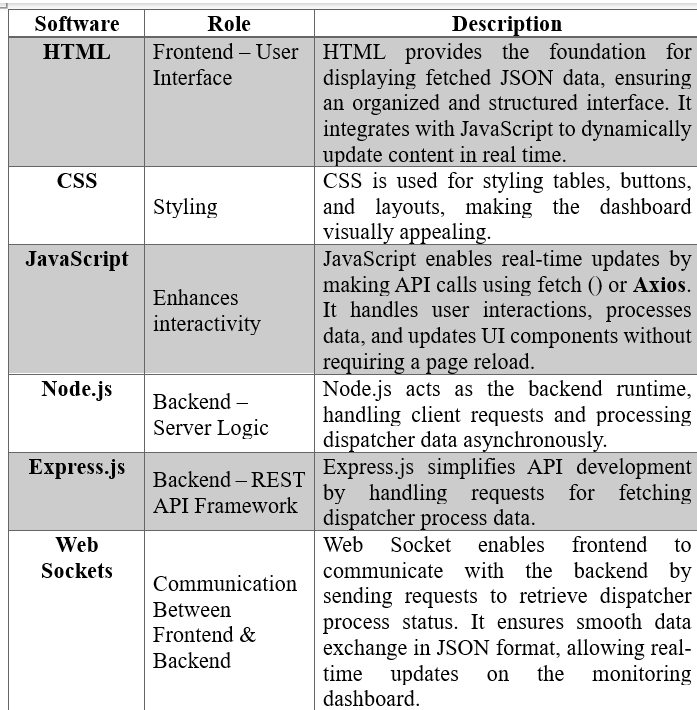 Software Role Description
HTML
Frontend – User
Interface
HTML provides the foundation for
displaying fetched JSON data, ensuring
an organized and structured interface. It
integrates with JavaScript to dynamically
update content in real time.
CSS
Styling
CSS is used for styling tables, buttons,
and layouts, making the dashboard
visually appealing.
JavaScript
Enhances
interactivity
JavaScript enables real-time updates by
making API calls using fetch () or Axios.
It handles user interactions, processes
data, and updates UI components without
requiring a page reload.
Node.js
Backend –
Server Logic
Node.js acts as the backend runtime,
handling client requests and processing
dispatcher data asynchronously.
Express.js
Backend – REST
API Framework
Express.js simplifies API development
by handling requests for fetching
dispatcher process data.
Web
Sockets
Communication
Between
Frontend &
Backend
Web Socket enables frontend to
communicate with the backend by
sending requests to retrieve dispatcher
process status. It ensures smooth data
exchange in JSON format, allowing real-
time updates on the monitoring
dashboard.